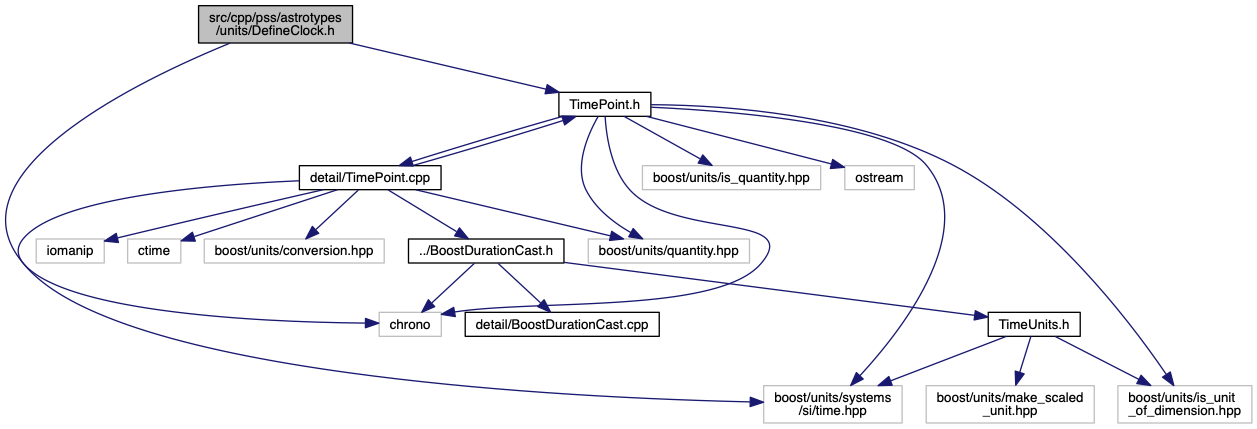 src/cpp/pss/astrotypes
/units/DefineClock.h
TimePoint.h
detail/TimePoint.cpp
boost/units/is_quantity.hpp
ostream
iomanip
ctime
boost/units/conversion.hpp
../BoostDurationCast.h
boost/units/quantity.hpp
chrono
detail/BoostDurationCast.cpp
TimeUnits.h
boost/units/systems
/si/time.hpp
boost/units/make_scaled
_unit.hpp
boost/units/is_unit
_of_dimension.hpp